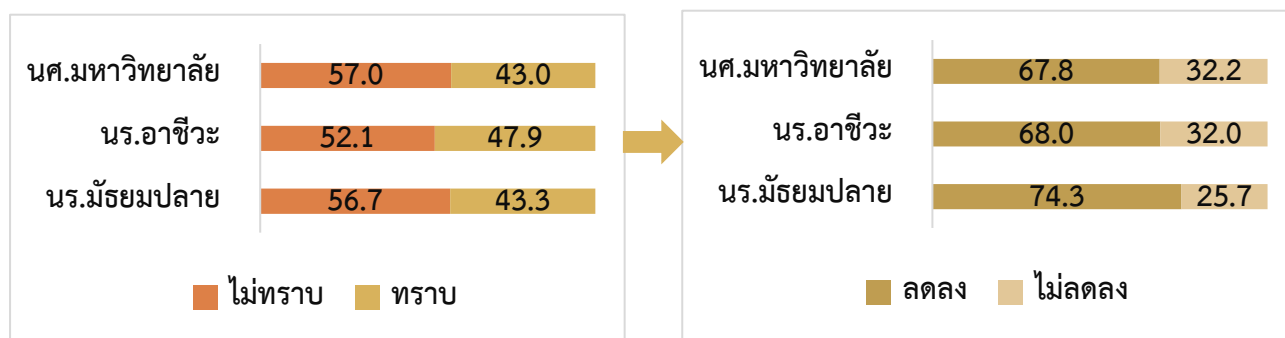 นศ.มหาวิทยาลัย 57.0 43.0
นร.อาชีวะ 52.1 47.9
นร.มัธยมปลาย 56.7 43.3
ไม่ทราบ ทราบ
นศ.มหาวิทยาลัย 67.8 32.2
นร.อาชีวะ 68.0 32.0
นร.มัธยมปลาย 74.3 25.7
ลดลง ไม่ลดลง